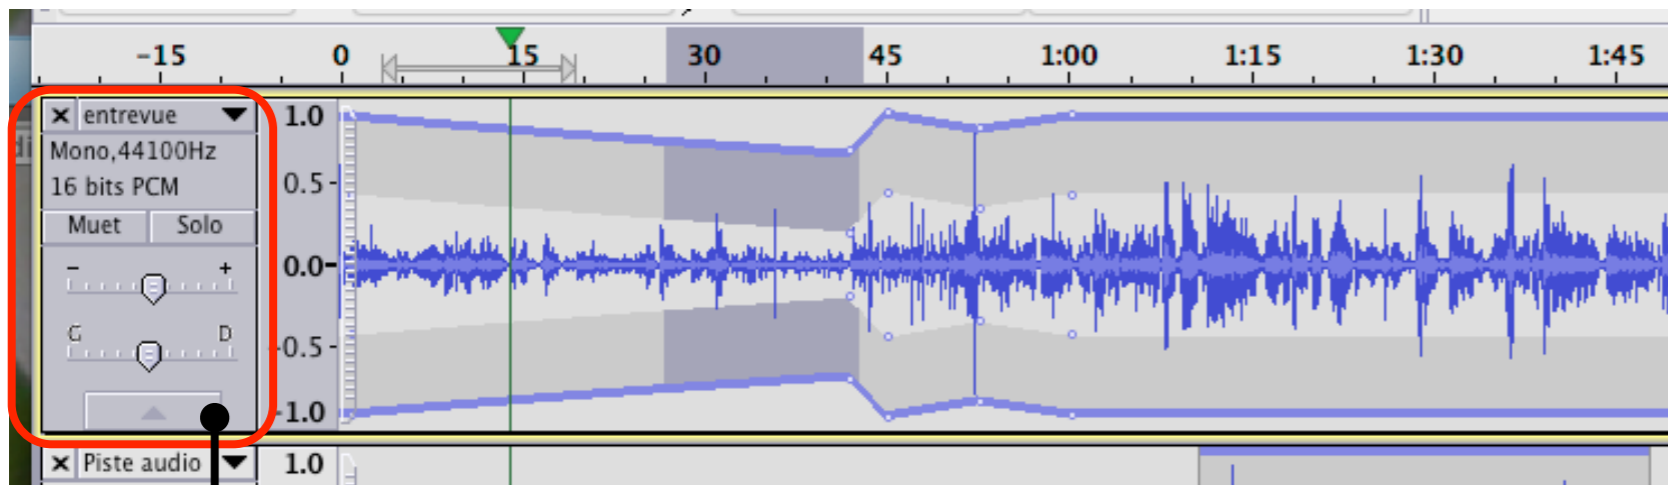 -15 0 15 30 45 1:00 1:15 1:30 1:45
entrevue 1.0
Mono,44100Hz
16 bits PCM 0.5
Muet Solo
0.0
- +
G D
-0.5
-1.0
Piste audio 1.0